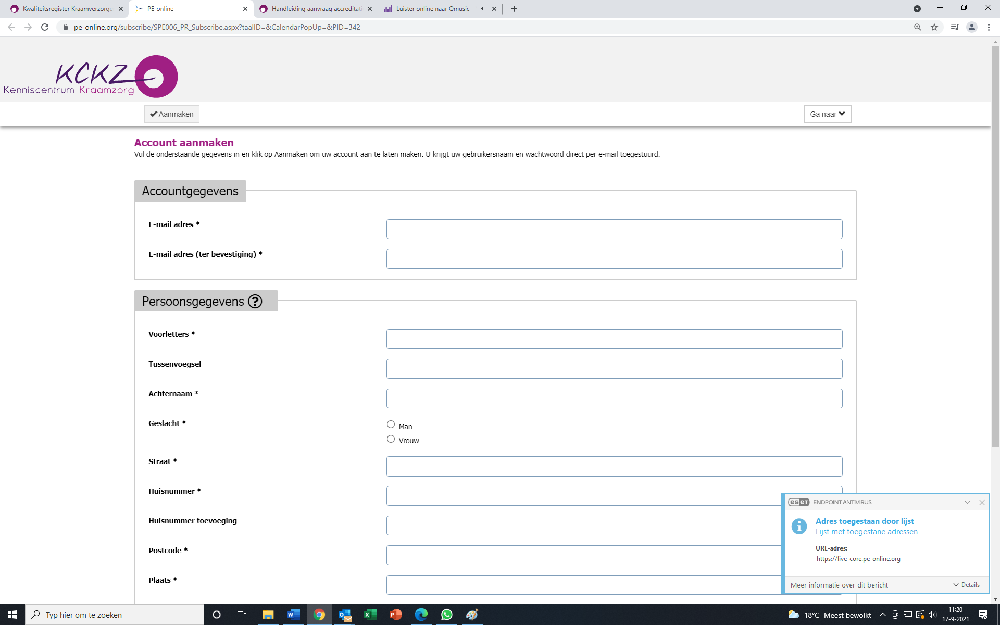 Kwaliteitsregister Kraamverzorge
PE-online
Handleiding aanvraag accreditati
Luister online naar Qmusic -
pe-online.org/subscribe/SPE006_PR_Subscribe.aspx?taalID=&CalendarPopUp=&PID=342
KCKZ
Kenniscentrum Kraamzorg
Aanmaken
Ga naar
Account aanmaken
Vul de onderstaande gegevens in en klik op Aanmaken om uw account aan te laten maken. U krijgt uw gebruikersnaam en wachtwoord direct per e-mail toegestuurd.
Accountgegevens
E-mail adres *
E-mail adres (ter bevestiging) *
Persoonsgegevens ?
Voorletters *
Tussenvoegsel
Achternaam *
Geslacht *
Man
Vrouw
Straat *
Huisnummer *
Huisnummer toevoeging
Postcode *
Plaats *
eset ENDPOINT ANTIVIRUS
Adres toegestaan door lijst
Lijst met toegestane adressen
URL-adres:
https://live-core.pe-online.org
Meer informatie over dit bericht
Details
Typ hier om te zoeken
18°C Meest bewolkt
11:20
17-9-2021